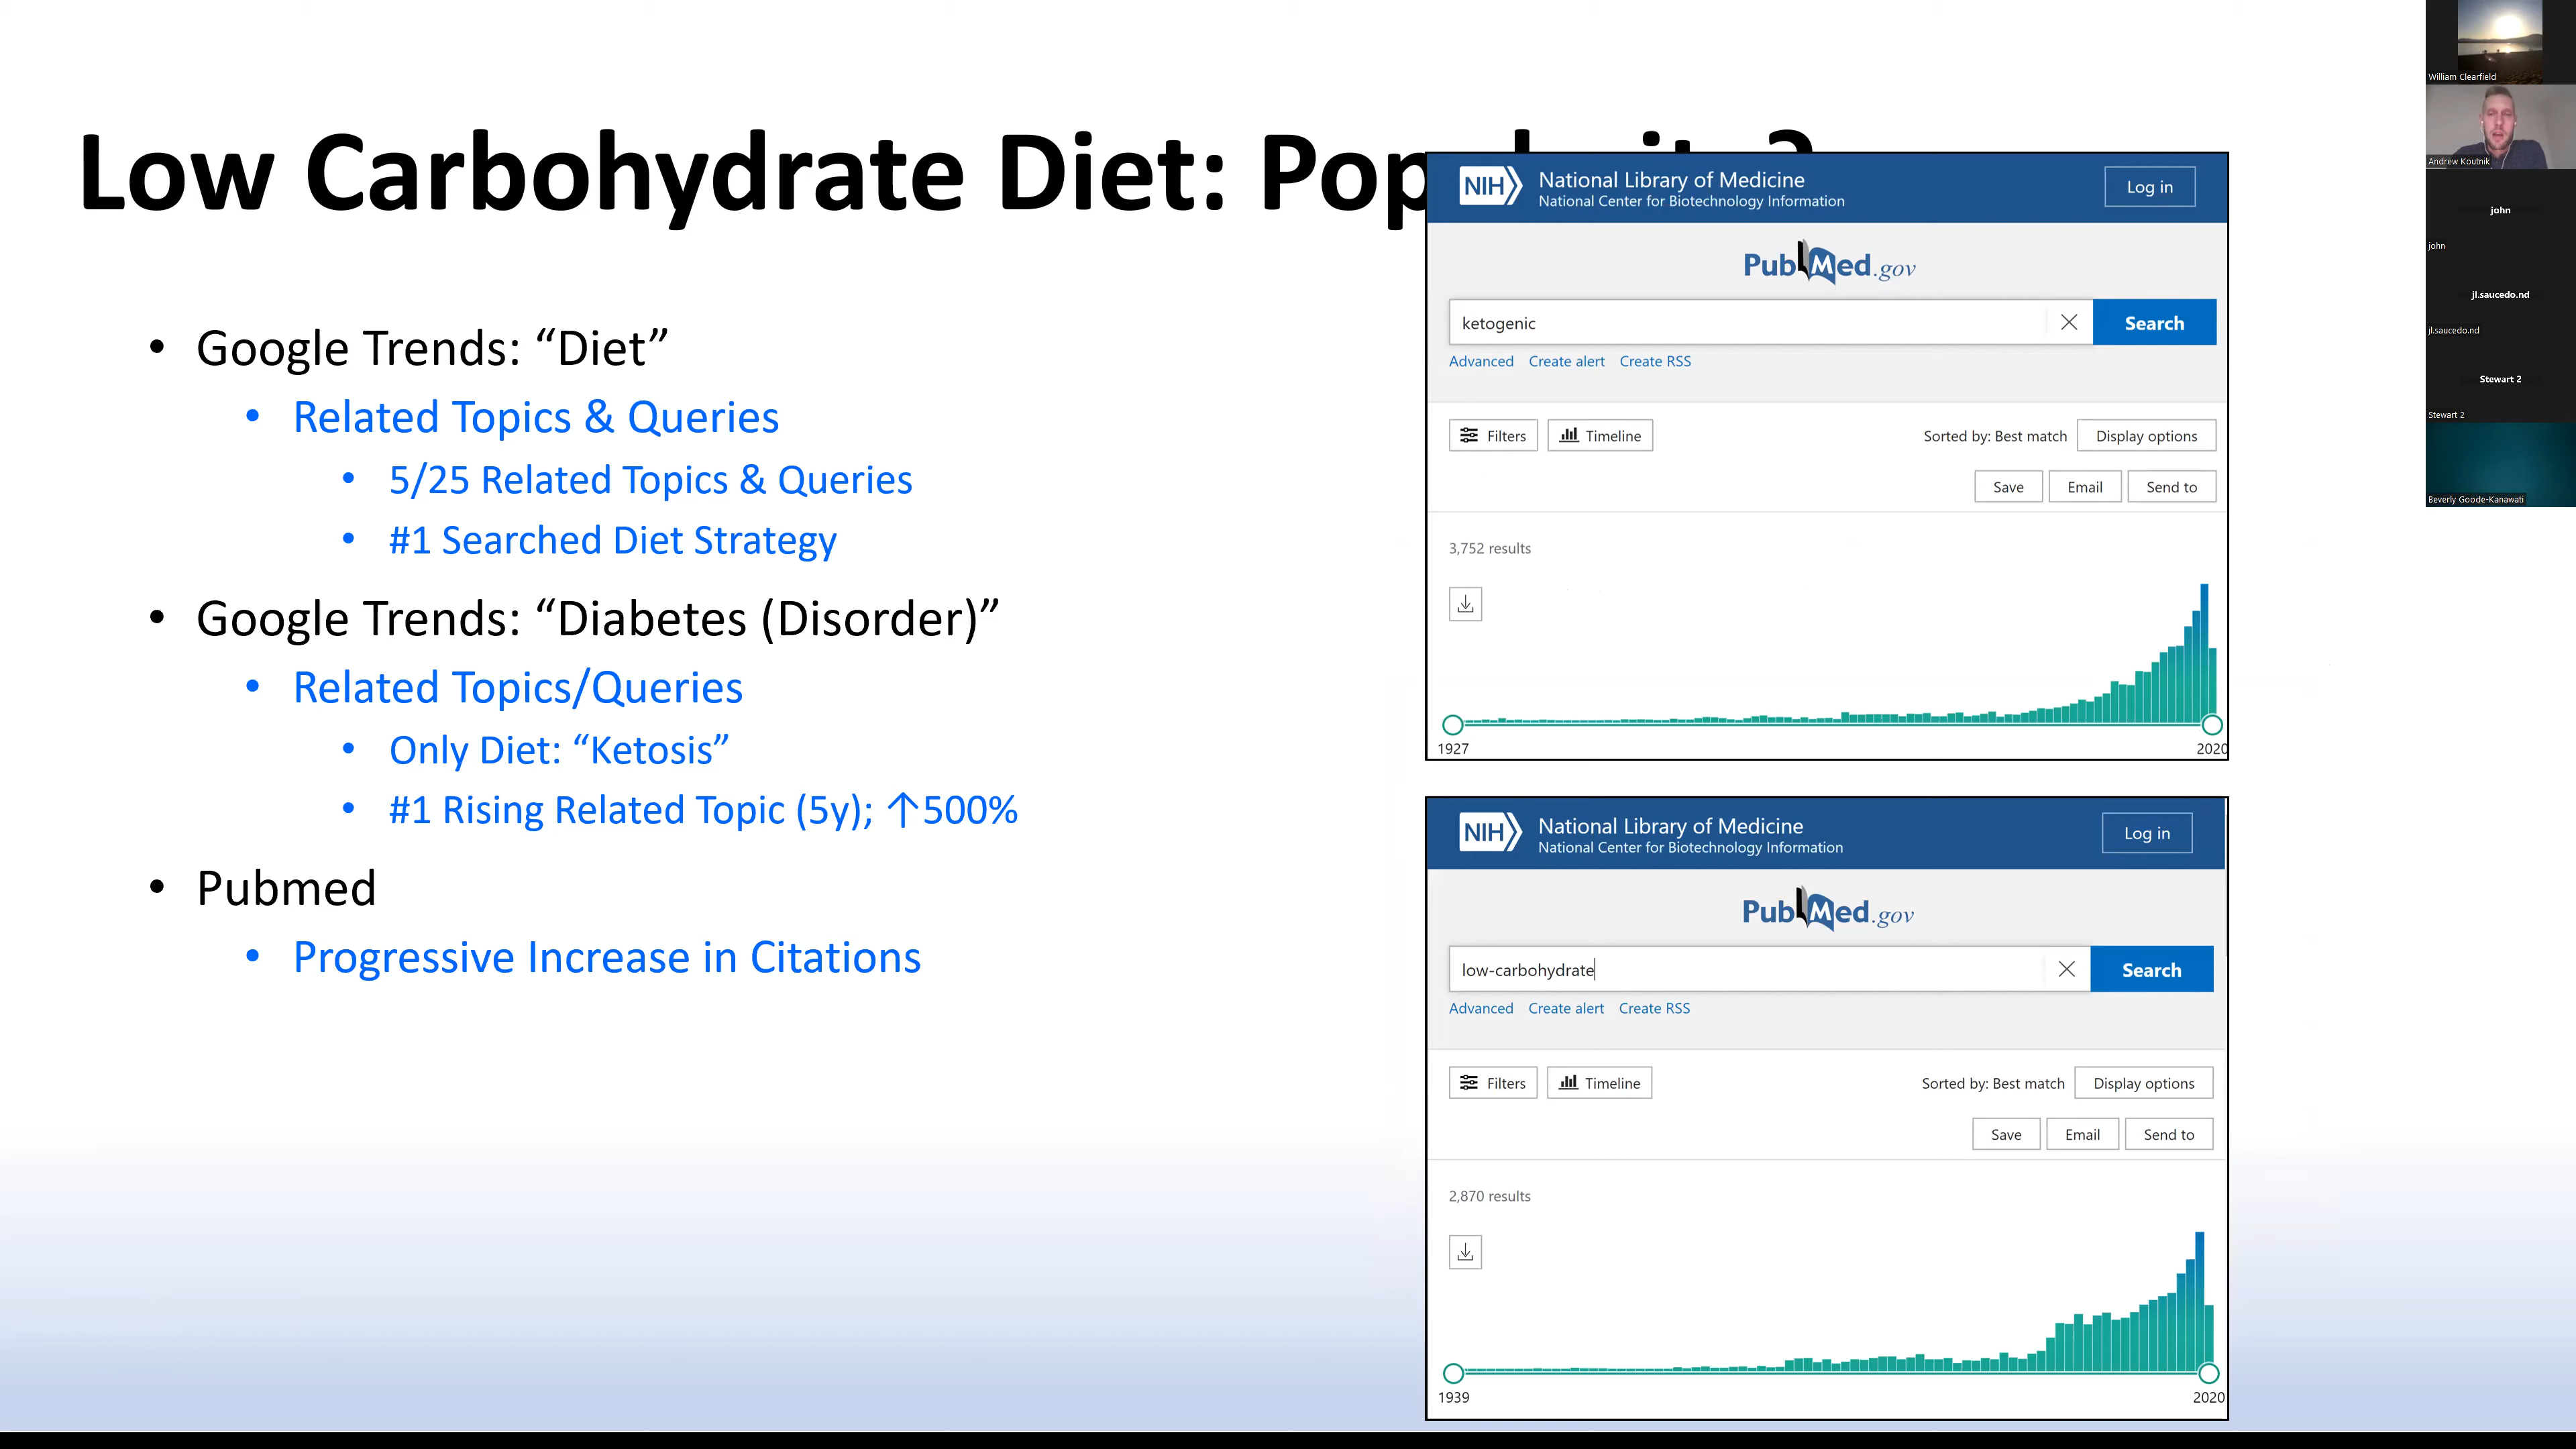 Low Carbohydrate Diet: Pop
• Google Trends: “Diet”
• Related Topics & Queries
• 5/25 Related Topics & Queries
• #1 Searched Diet Strategy
• Google Trends: “Diabetes (Disorder)”
• Related Topics/Queries
• Only Diet: “Ketosis”
• #1 Rising Related Topic (5y); ↑500%
• Pubmed
• Progressive Increase in Citations
NIH National Library of Medicine
National Center for Biotechnology Information
Log in
PubMed.gov
ketogenic
Search
Advanced Create alert Create RSS
Filters Timeline Sorted by: Best match Display options
Save Email Send to
3,752 results
1927 2020
NIH National Library of Medicine
National Center for Biotechnology Information
Log in
PubMed.gov
low-carbohydrate
Search
Advanced Create alert Create RSS
Filters Timeline Sorted by: Best match Display options
Save Email Send to
2,870 results
1939 2020
William Clearfield
Andrew Koutnik
john
john
jl.saucedo.nd
jl.saucedo.nd
Stewart 2
Stewart 2
Beverly Goode-Kanawati